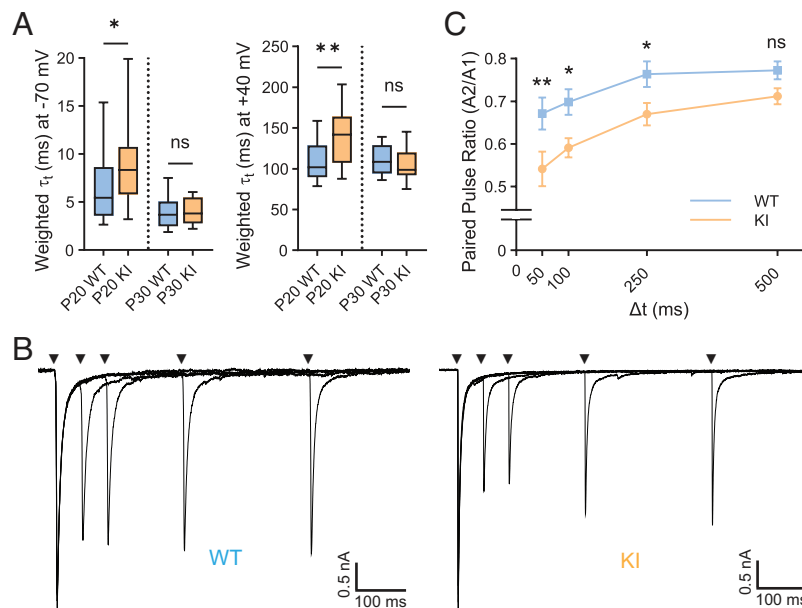 A
Weighted τt (ms) at -70 mV
20
15
10
5
0
*
ns
P20 WT
P20 KI
P30 WT
P30 KI
Weighted τt (ms) at +40 mV
250
200
150
100
50
0
**
ns
P20 WT
P20 KI
P30 WT
P30 KI
C
Paired Pulse Ratio (A2/A1)
0.8
0.7
0.6
0.5
**
*
*
ns
WT
KI
0
50
100
250
500
Δt (ms)
B
WT
0.5 nA
100 ms
KI
0.5 nA
100 ms